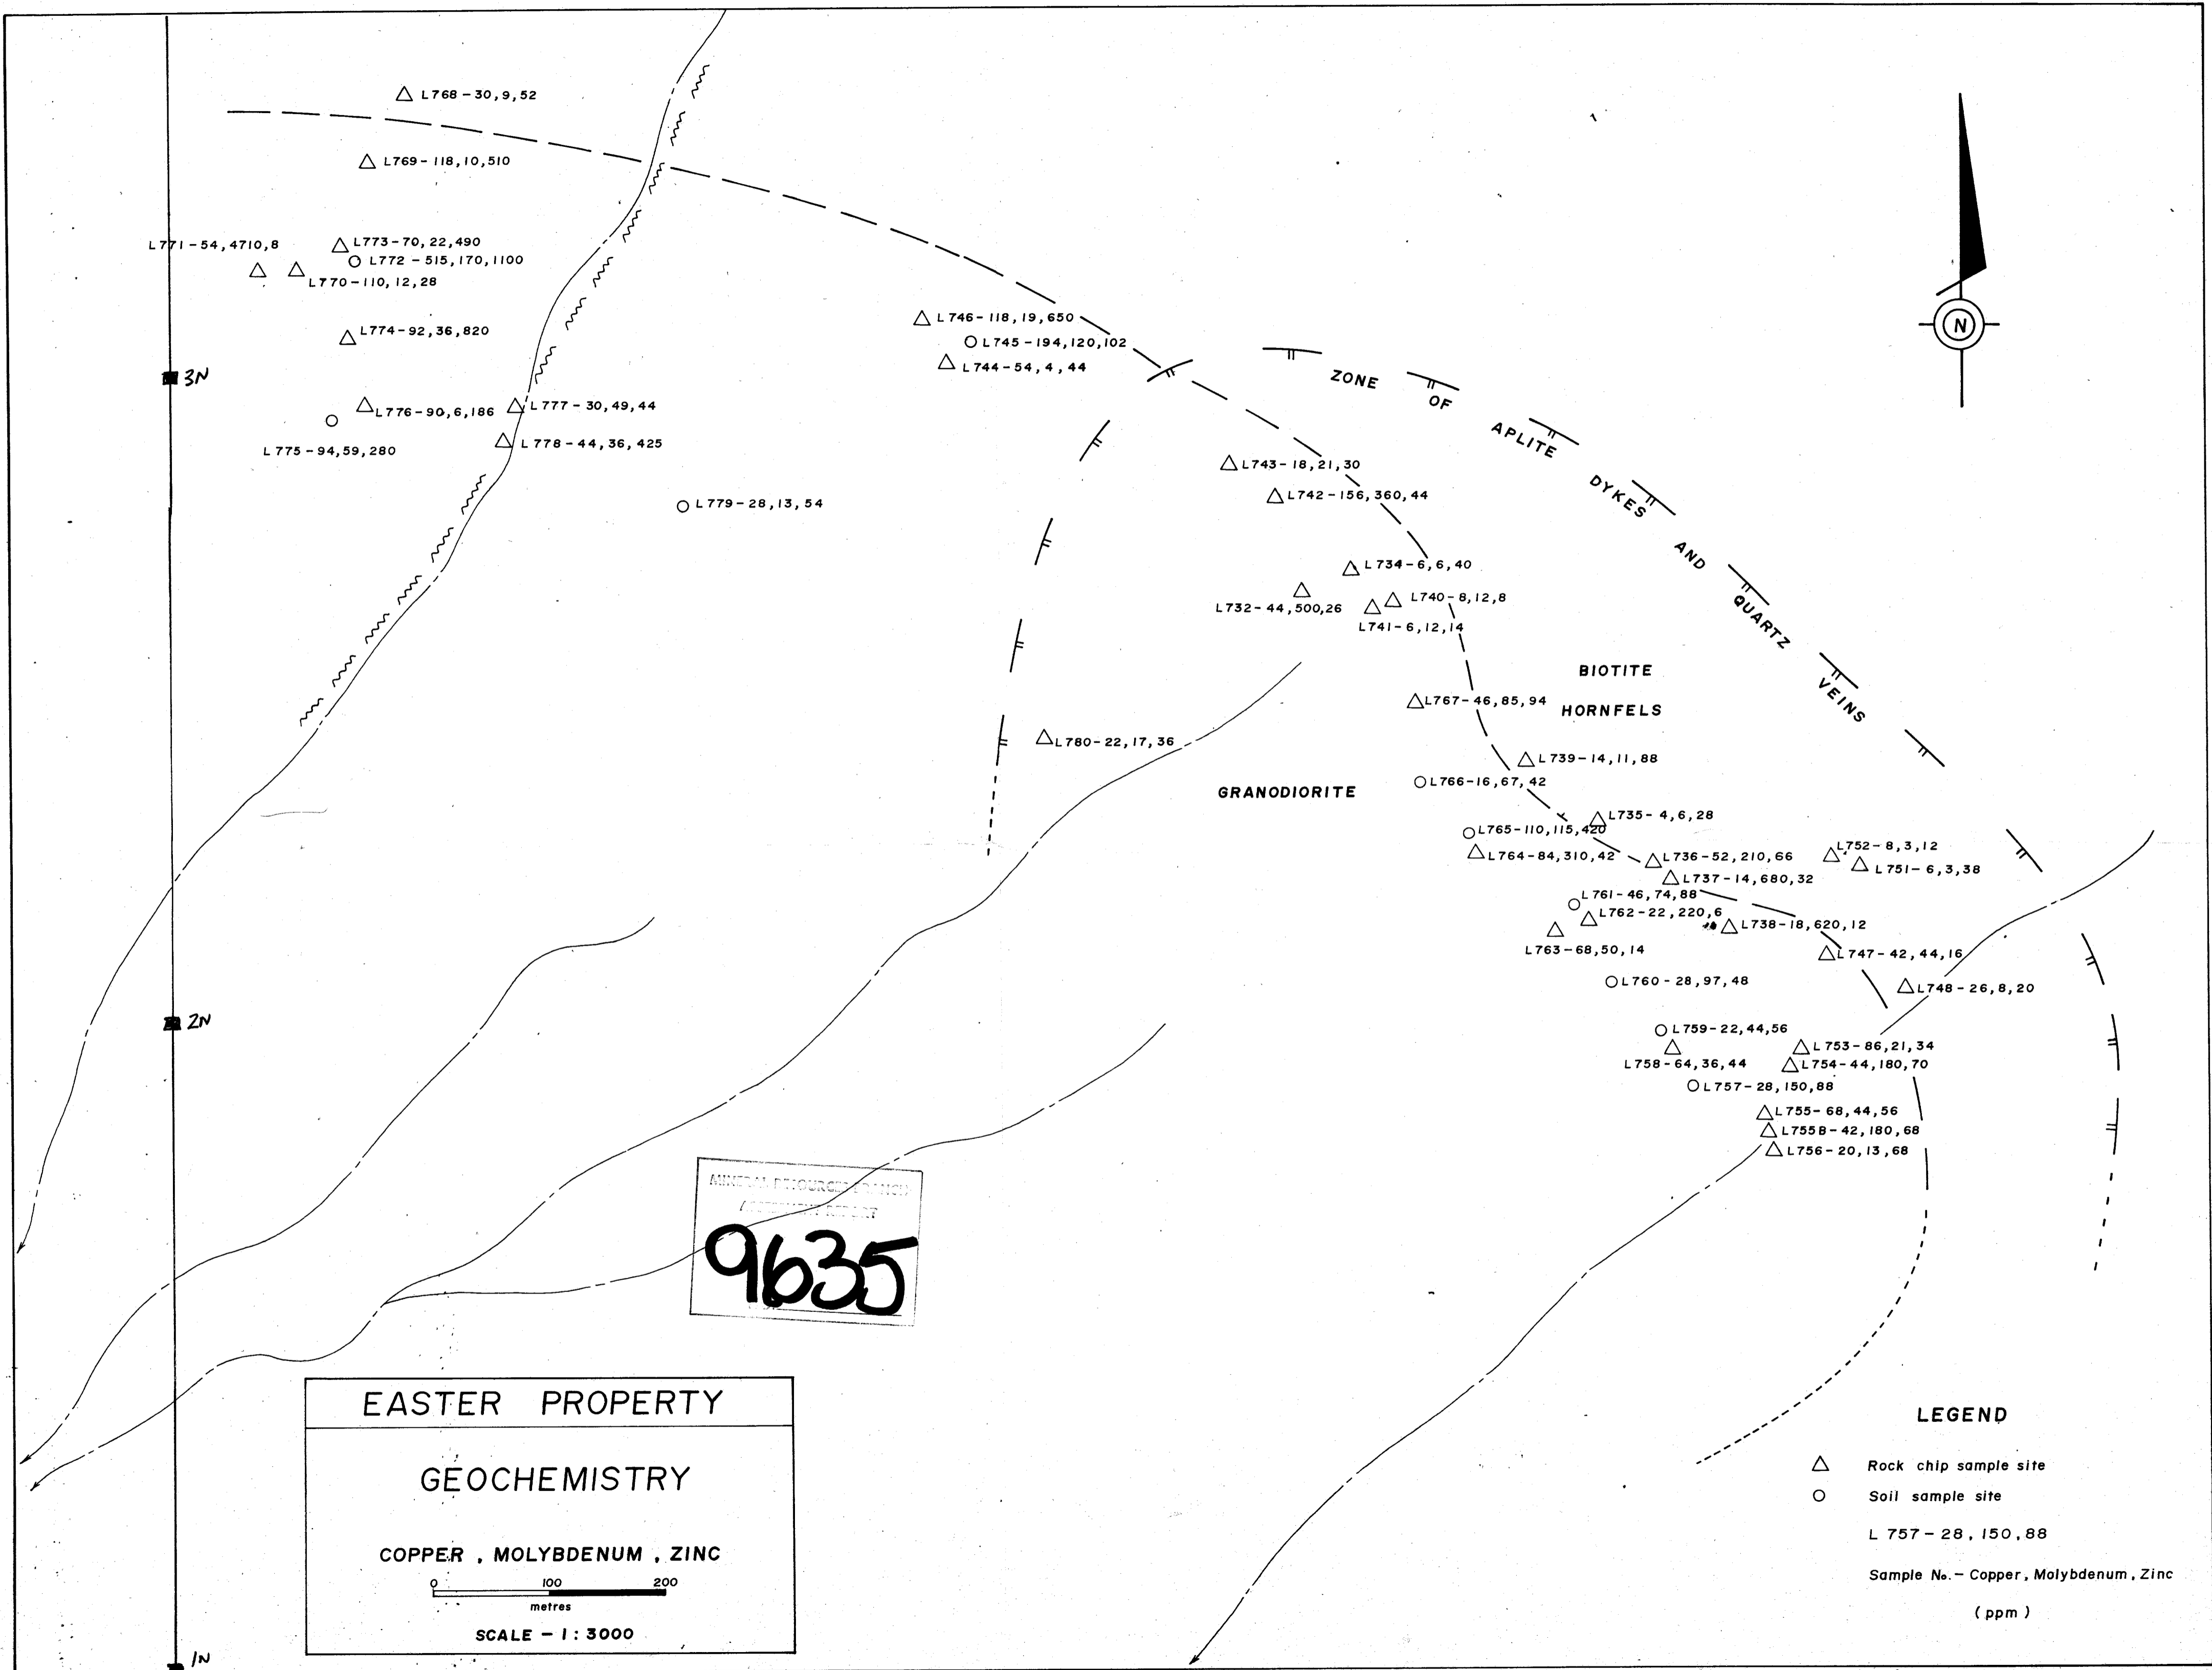 L768-30,9,52
L769-118,10,510
L771-54,4710,8
L773-70,22,490
L772-515,170,1100
L770-110,12,28
L774-92,36,820
3N
L776-90,6,186
L775-94,59,280
L777-30,49,44
L778-44,36,425
L779-28,13,54
L746-118,19,650
L745-194,120,102
L744-54,4,44
N
ZONE
OF
APLITE
DYKES
AND
QUARTZ
VEINS
L743-18,21,30
L742-156,360,44
L734-6,6,40
L732-44,500,26
L740-8,12,8
L741-6,12,14
BIOTITE
HORNFELS
L767-46,85,94
L780-22,17,36
L739-14,11,88
GRANODIORITE
L766-16,67,42
L735-4,6,28
L765-110,115,420
L764-84,310,42
L736-52,210,66
L752-8,3,12
L751-6,3,38
L737-14,680,32
L761-46,74,88
L762-22,220,6
L738-18,620,12
L763-68,50,14
L747-42,44,16
L760-28,97,48
L748-26,8,20
2N
L759-22,44,56
L753-86,21,34
L758-64,36,44
L754-44,180,70
L757-28,150,88
L755-68,44,56
L755B-42,180,68
L756-20,13,68
MINERAL RESOURCES BRANCH
ASSESSMENT REPORT
9635
EASTER PROPERTY
GEOCHEMISTRY
COPPER , MOLYBDENUM , ZINC
0 100 200
metres
SCALE - 1 : 3000
1N
LEGEND
Rock chip sample site
Soil sample site
L 757-28, 150, 88
Sample No. - Copper, Molybdenum, Zinc
(ppm)